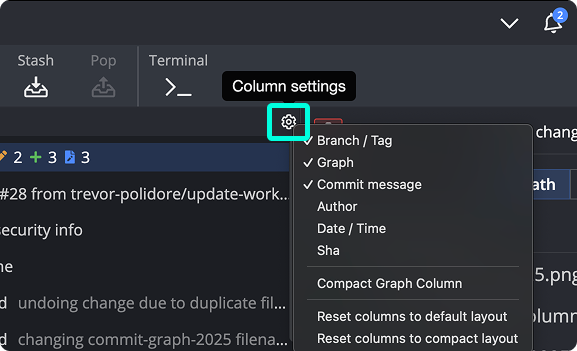 2
Stash
Pop
Terminal
Column settings
2 + 3 3
Branch / Tag
chang
#28 from trevor-polidore/update-work...
Graph
Commit message
ath
Author
security info
Date / Time
ne
Sha
5.png
Compact Graph Column
d undoing change due to duplicate fil...
olumn
Reset columns to default layout
d changing commit-graph-2025 filena...
Reset columns to compact layout